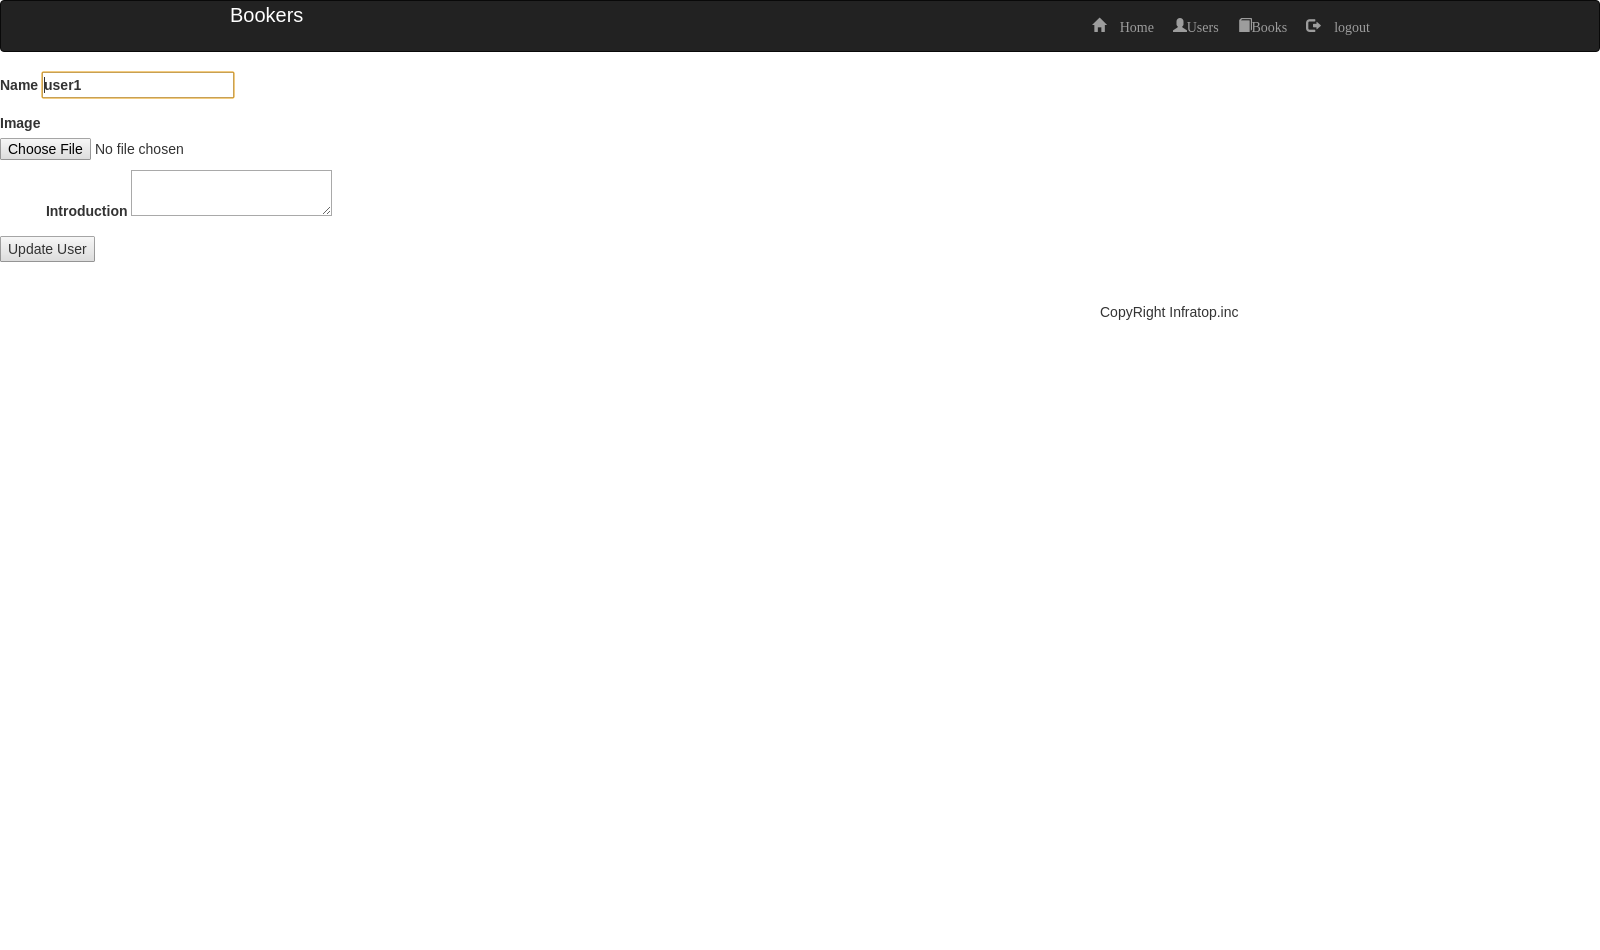 Bookers
Home Users Books logout
Name user1
Image
Choose File No file chosen
Introduction
Update User
CopyRight Infratop.inc